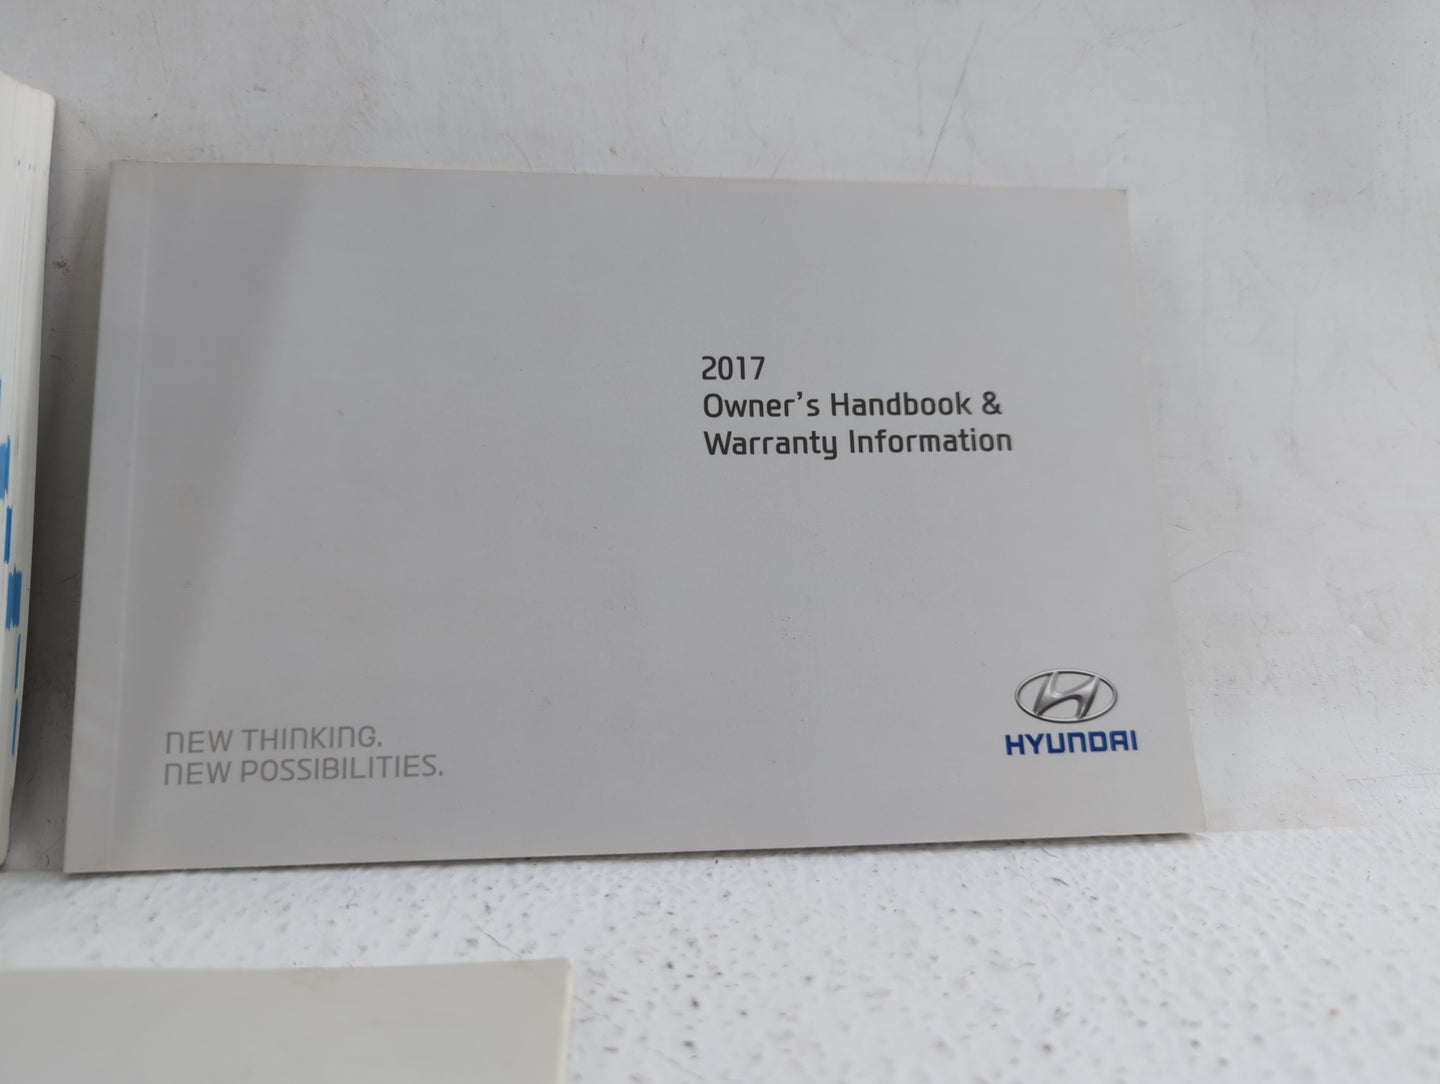 2017
Owner's Handbook &
Warranty Information
NEW THINKING.
NEW POSSIBILITIES.
HYUNDAI